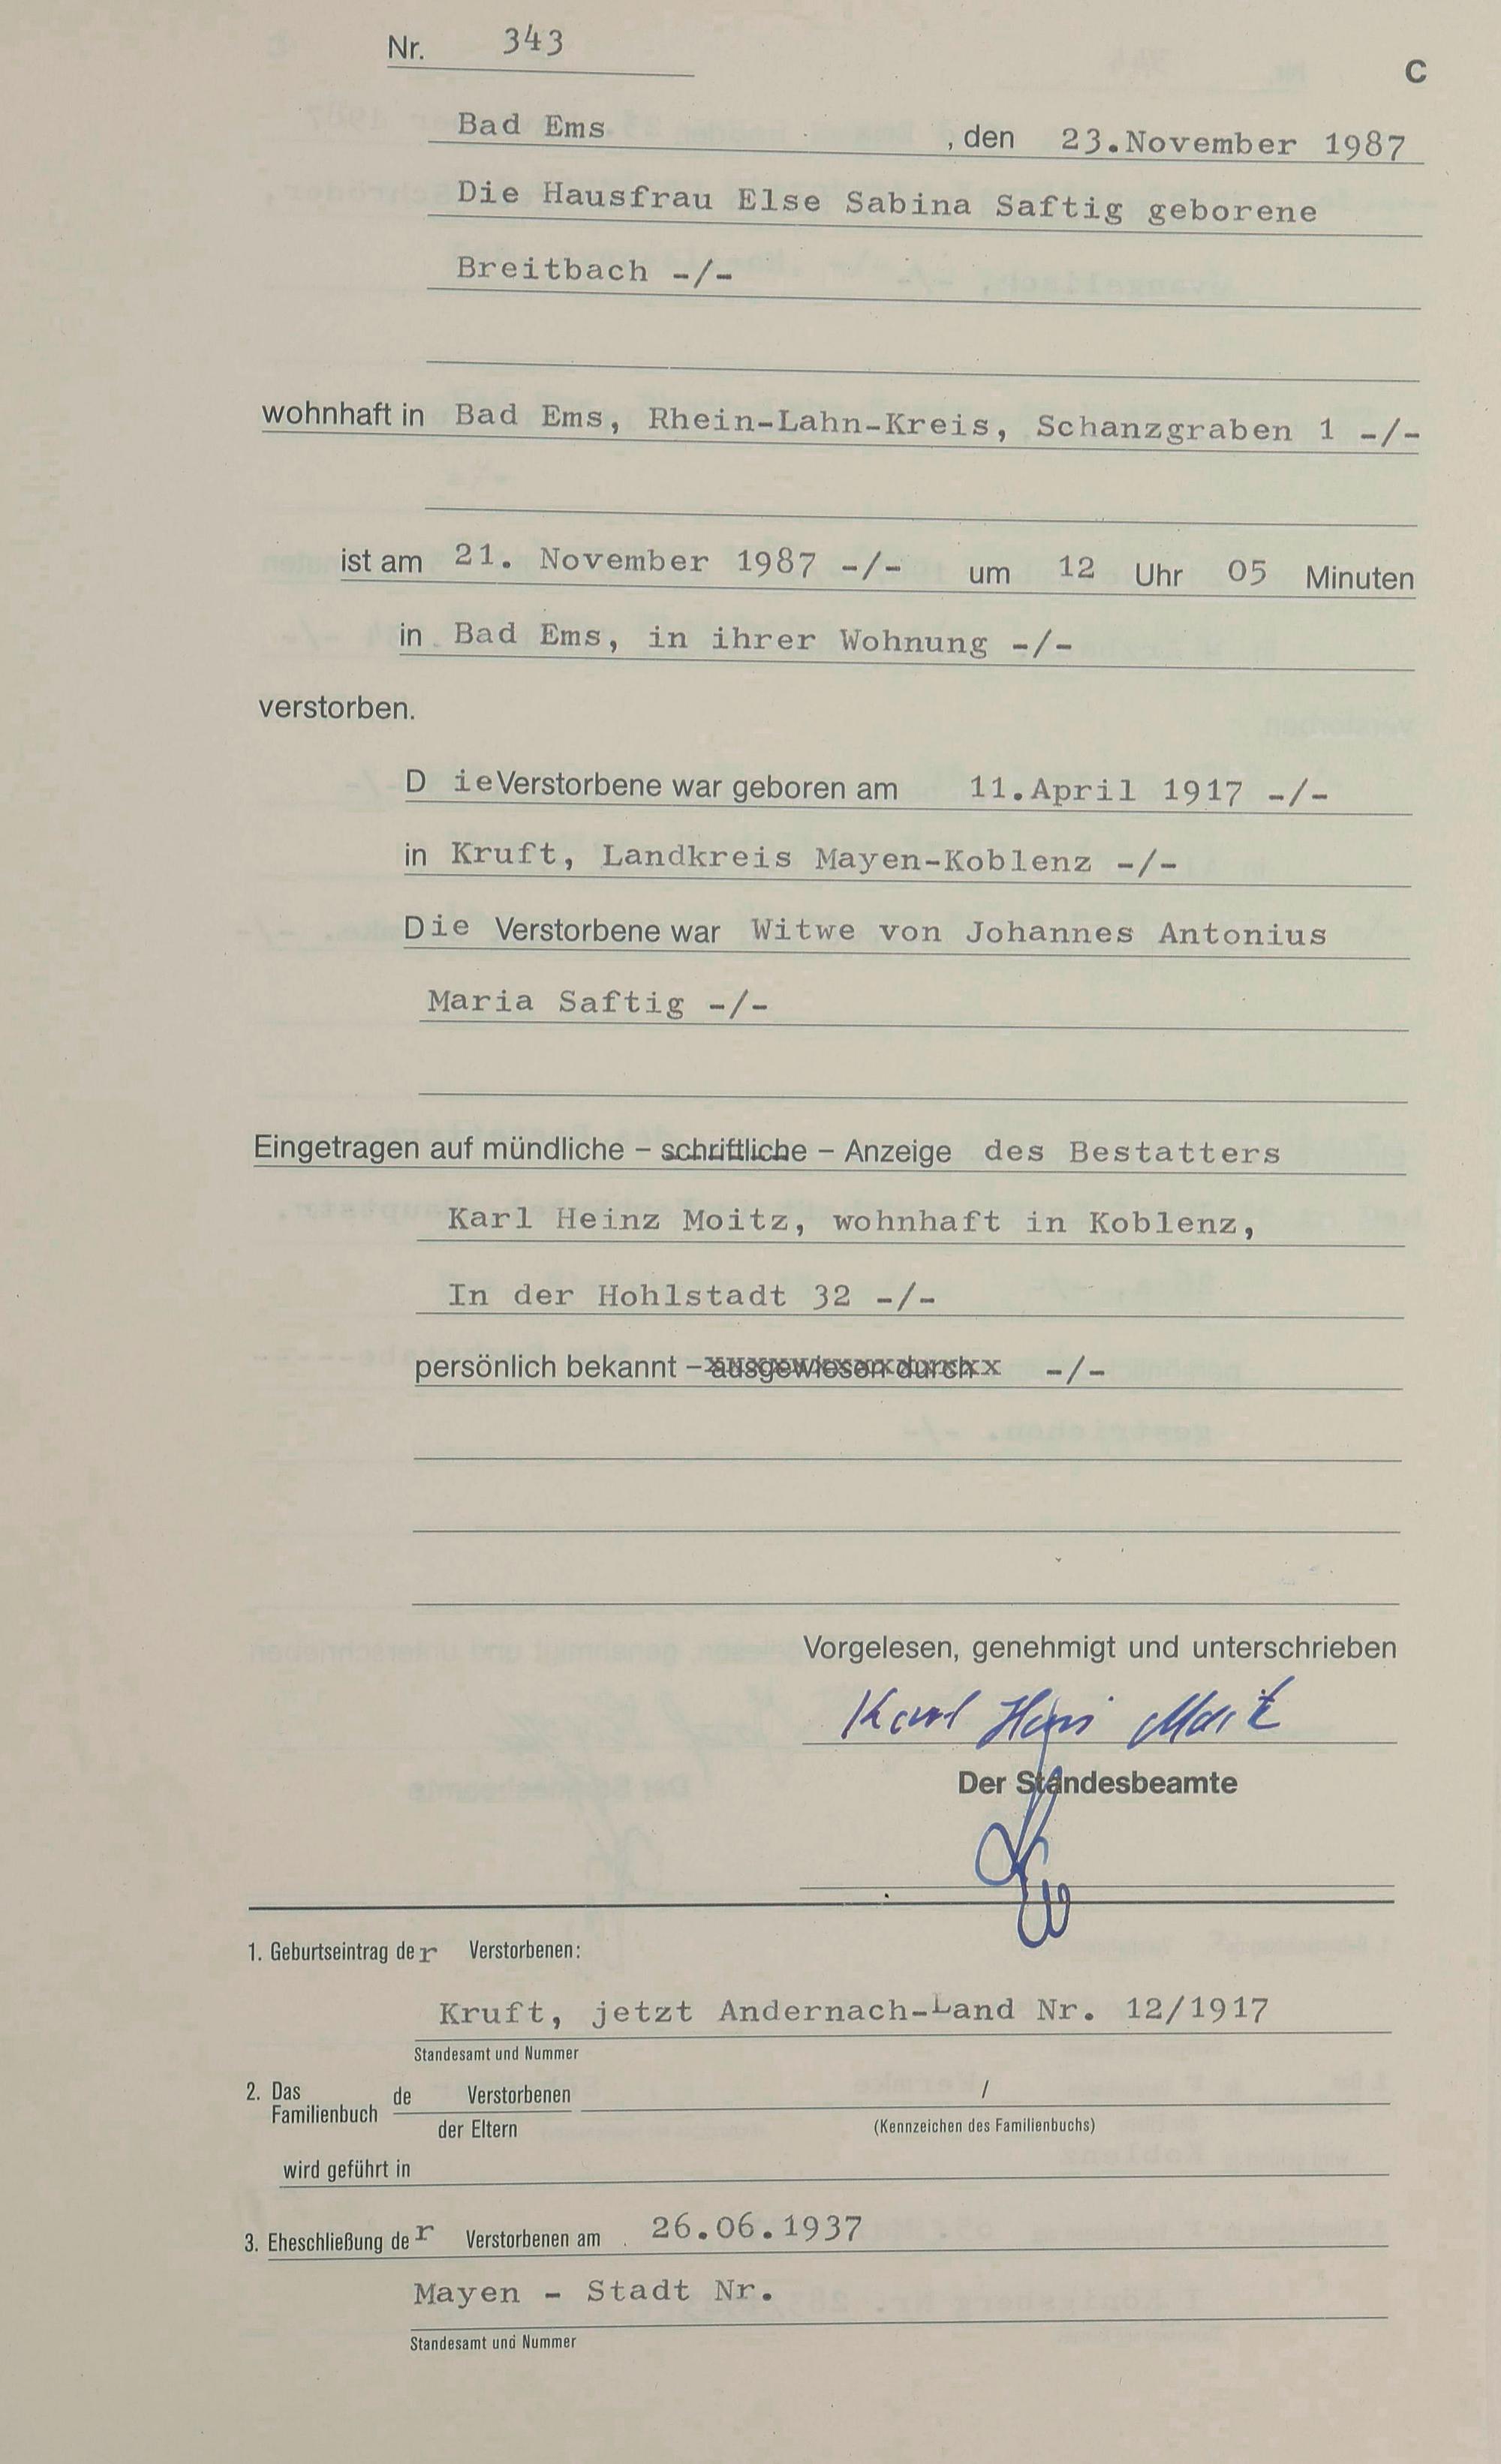 Nr. 343
C
Bad Ems , den 23.November 1987
Die Hausfrau Else Sabina Saftig geborene
Breitbach -/-
wohnhaft in Bad Ems, Rhein-Lahn-Kreis, Schanzgraben 1 -/-
ist am 21. November 1987 -/- um 12 Uhr 05 Minuten
in Bad Ems, in ihrer Wohnung -/-
verstorben.
D ie Verstorbene war geboren am 11.April 1917 -/-
in Kruft, Landkreis Mayen-Koblenz -/-
Die Verstorbene war Witwe von Johannes Antonius
Maria Saftig -/-
Eingetragen auf mündliche – schriftliche – Anzeige des Bestatters
Karl Heinz Moitz, wohnhaft in Koblenz,
In der Hohlstadt 32 -/-
persönlich bekannt – ausgewiesen durch -/-
Vorgelesen, genehmigt und unterschrieben
Karl Heinz Moitz
Der Standesbeamte
1. Geburtseintrag der Verstorbenen:
Kruft, jetzt Andernach-Land Nr. 12/1917
Standesamt und Nummer
2. Das Familienbuch de Verstorbenen /
der Eltern (Kennzeichen des Familienbuchs)
wird geführt in
3. Eheschließung der Verstorbenen am 26.06.1937
Mayen - Stadt Nr.
Standesamt und Nummer